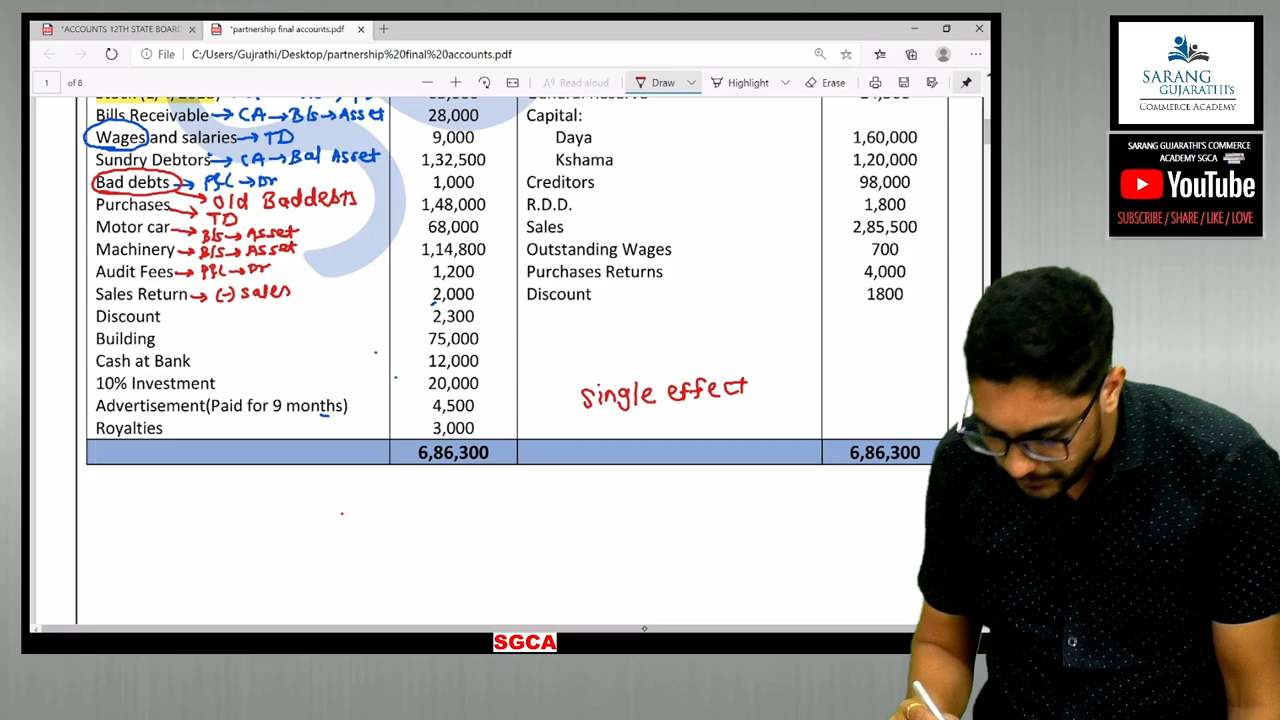 "ACCOUNTS 12TH STATE BOARD
"partnership final accounts.pdf
File C:/Users/Gujrathi/Desktop/partnership%20final%20accounts.pdf
1 of 8 Read aloud Draw Highlight Erase
Bills Receivable → CA → B/s → Asset 28,000 Capital:
Wages and salaries → TD 9,000 Daya 1,60,000
Sundry Debtors → CA → Bal Asset 1,32,500 Kshama 1,20,000
Bad debts → P&L → Dr 1,000 Creditors 98,000
→ Old Bad debts
Purchases → TD 1,48,000 R.D.D. 1,800
Motor car → B/s → Asset 68,000 Sales 2,85,500
Machinery → B/s → Asset 1,14,800 Outstanding Wages 700
Audit Fees → P&L → Dr 1,200 Purchases Returns 4,000
Sales Return → (-) Sales 2,000 Discount 1800
Discount 2,300
Building 75,000
Cash at Bank 12,000
10% Investment 20,000
single effect
Advertisement(Paid for 9 months) 4,500
Royalties 3,000
6,86,300 6,86,300
SGCA
SARANG
GUJARATHI'S
COMMERCE ACADEMY
SARANG GUJARATHI'S COMMERCE
ACADEMY SGCA
YouTube
SUBSCRIBE / SHARE / LIKE / LOVE